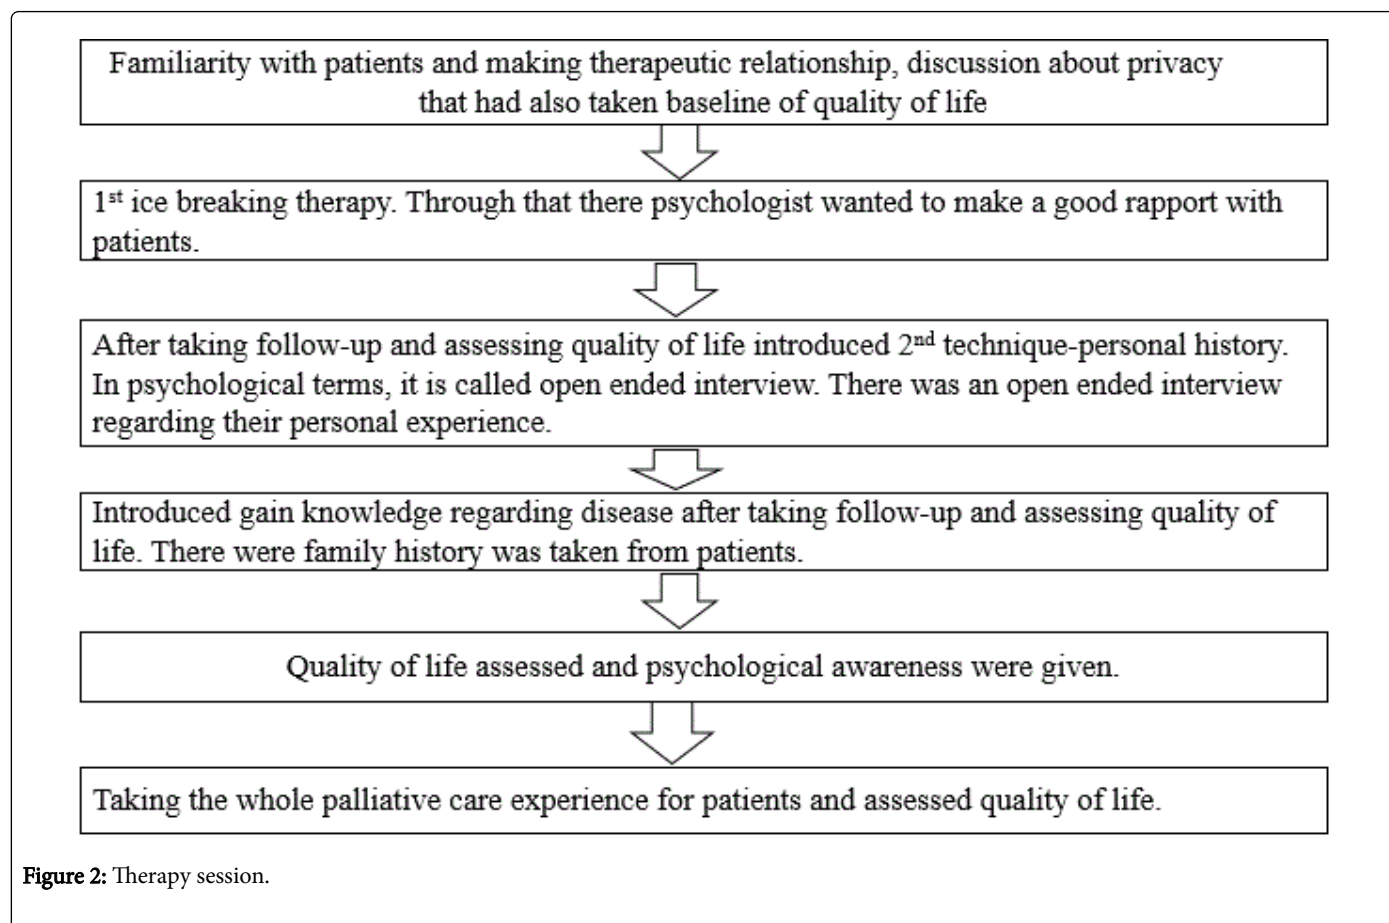 Familiarity with patients and making therapeutic relationship, discussion about privacy
that had also taken baseline of quality of life
1st ice breaking therapy. Through that there psychologist wanted to make a good rapport with
patients.
After taking follow-up and assessing quality of life introduced 2nd technique-personal history.
In psychological terms, it is called open ended interview. There was an open ended interview
regarding their personal experience.
Introduced gain knowledge regarding disease after taking follow-up and assessing quality of
life. There were family history was taken from patients.
Quality of life assessed and psychological awareness were given.
Taking the whole palliative care experience for patients and assessed quality of life.
Figure 2: Therapy session.